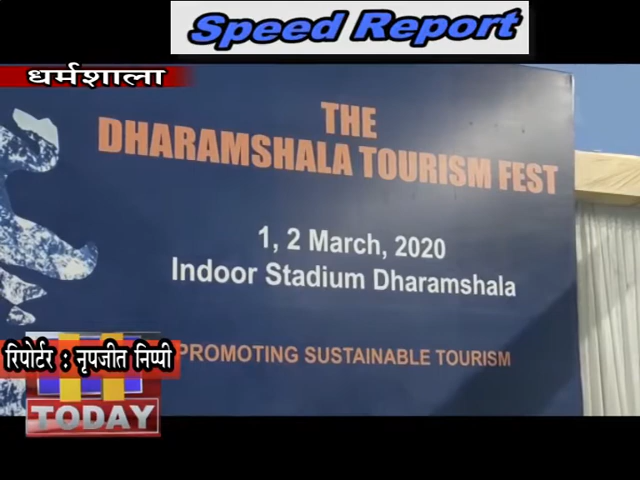 Speed Report
धर्मशाला
THE
DHARAMSHALA TOURISM FEST
1, 2 March, 2020
Indoor Stadium Dharamshala
रिपोर्टर : नृपजीत निप्पी
PROMOTING SUSTAINABLE TOURISM
TODAY